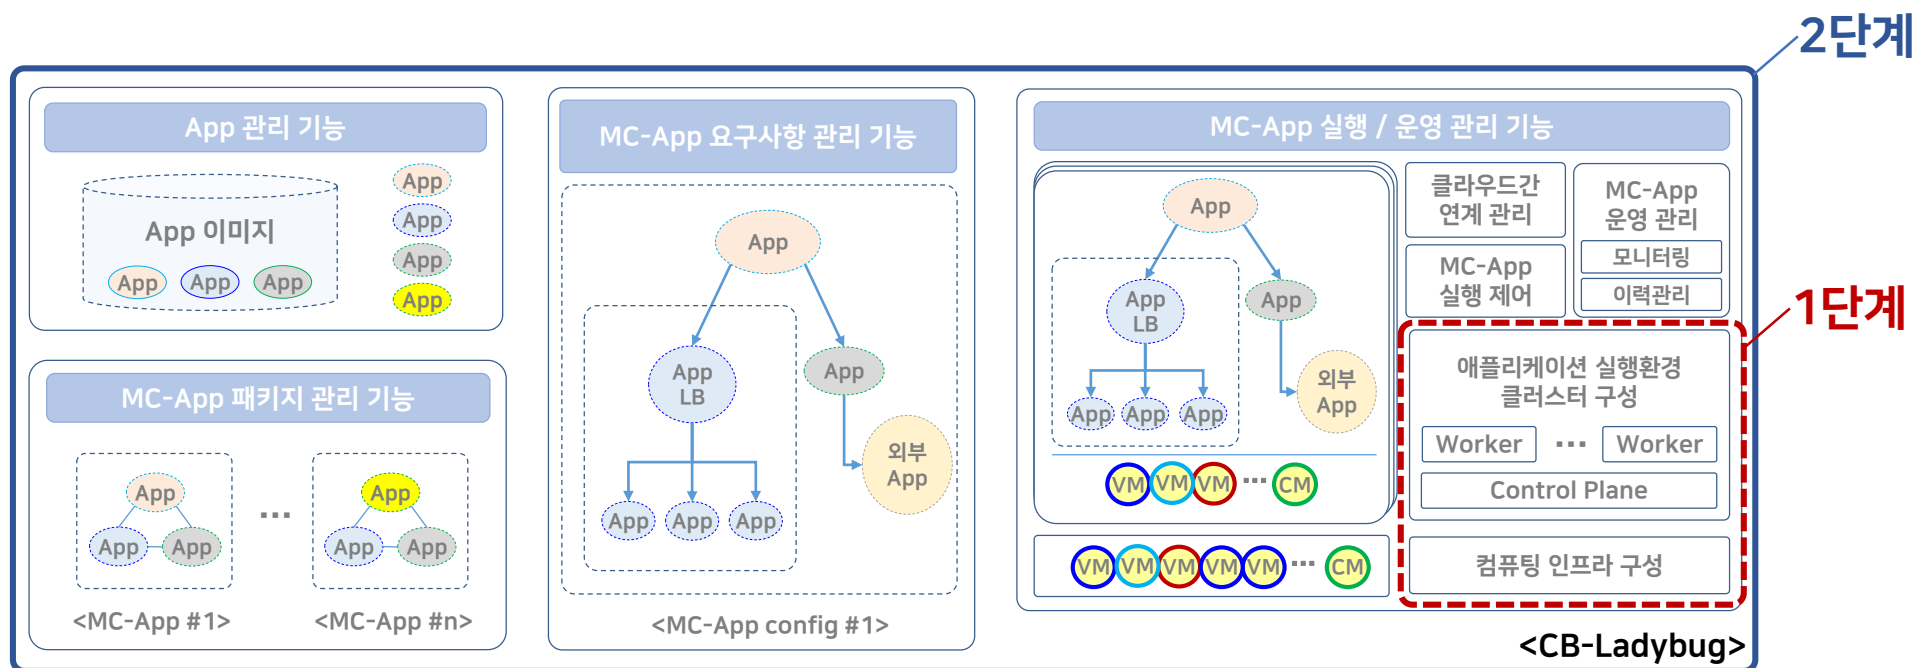 2단계
App 관리 기능
App 이미지
App
App
App
App
App
App
App
MC-App 패키지 관리 기능
App
App
App
...
App
App
App
<MC-App #1>
<MC-App #n>
MC-App 요구사항 관리 기능
App
App
LB
App
외부
App
App
App
App
<MC-App config #1>
MC-App 실행 / 운영 관리 기능
App
App
LB
App
App
App
App
외부
App
VM
VM
VM
...
CM
VM
VM
VM
VM
VM
...
CM
클라우드간
연계 관리
MC-App
실행 제어
MC-App
운영 관리
모니터링
이력관리
1단계
애플리케이션 실행환경
클러스터 구성
Worker
...
Worker
Control Plane
컴퓨팅 인프라 구성
<CB-Ladybug>